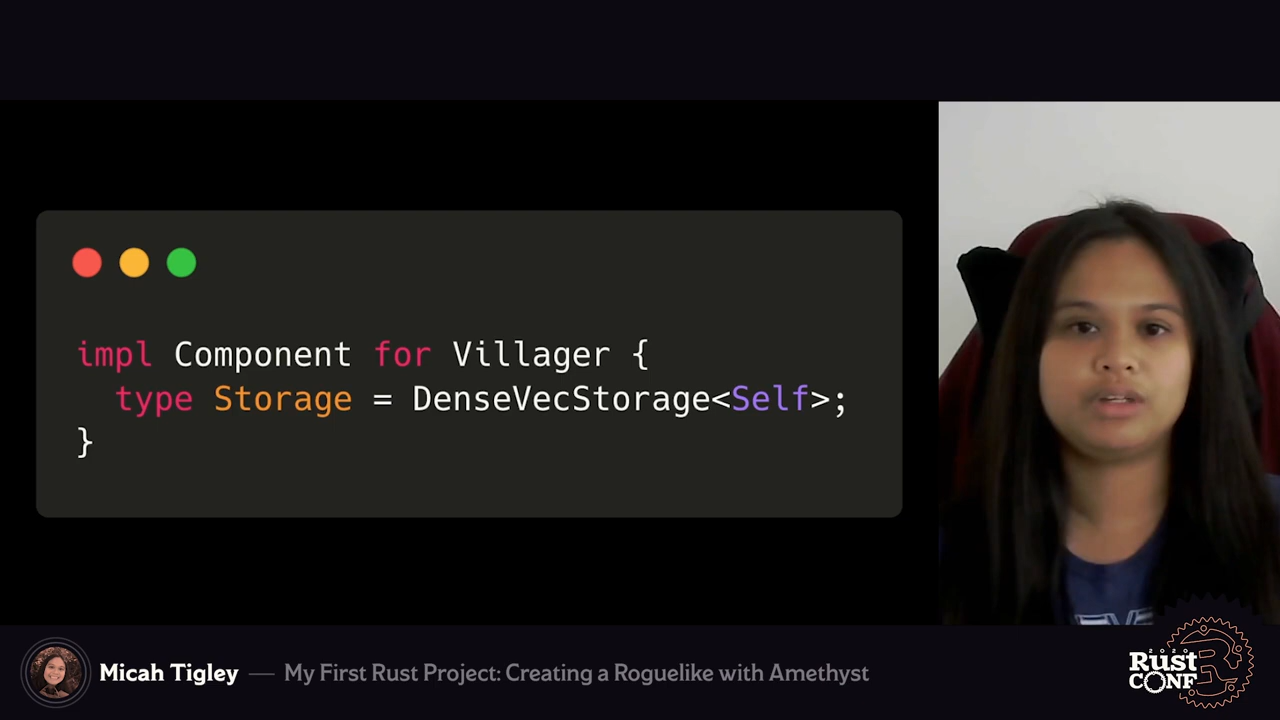 impl Component for Villager {
  type Storage = DenseVecStorage<Self>;
}
Micah Tigley — My First Rust Project: Creating a Roguelike with Amethyst
2020
Rust
CONF